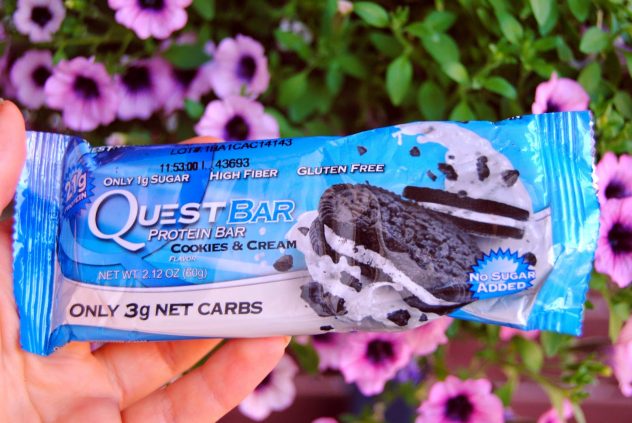 LOT#1BA1CAC14143
11:53:00 L 43693
ONLY 1g SUGAR HIGH FIBER GLUTEN FREE
21g
PROTEIN
QUEST BAR
PROTEIN BAR
COOKIES & CREAM
FLAVOR
NET WT. 2.12 OZ (60g)
NO SUGAR
ADDED
ONLY 3g NET CARBS